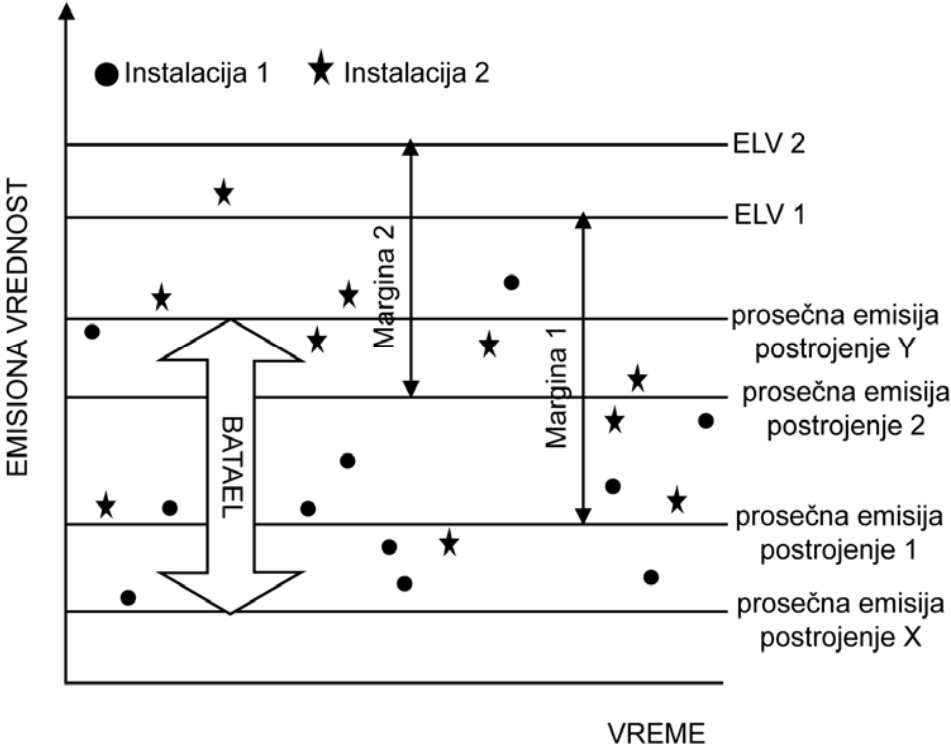 Instalacija 1
Instalacija 2
ELV 2
ELV 1
EMISIONA VREDNOST
Margina 2
Margina 1
BATAEL
prosečna emisija
postrojenje Y
prosečna emisija
postrojenje 2
prosečna emisija
postrojenje 1
prosečna emisija
postrojenje X
VREME